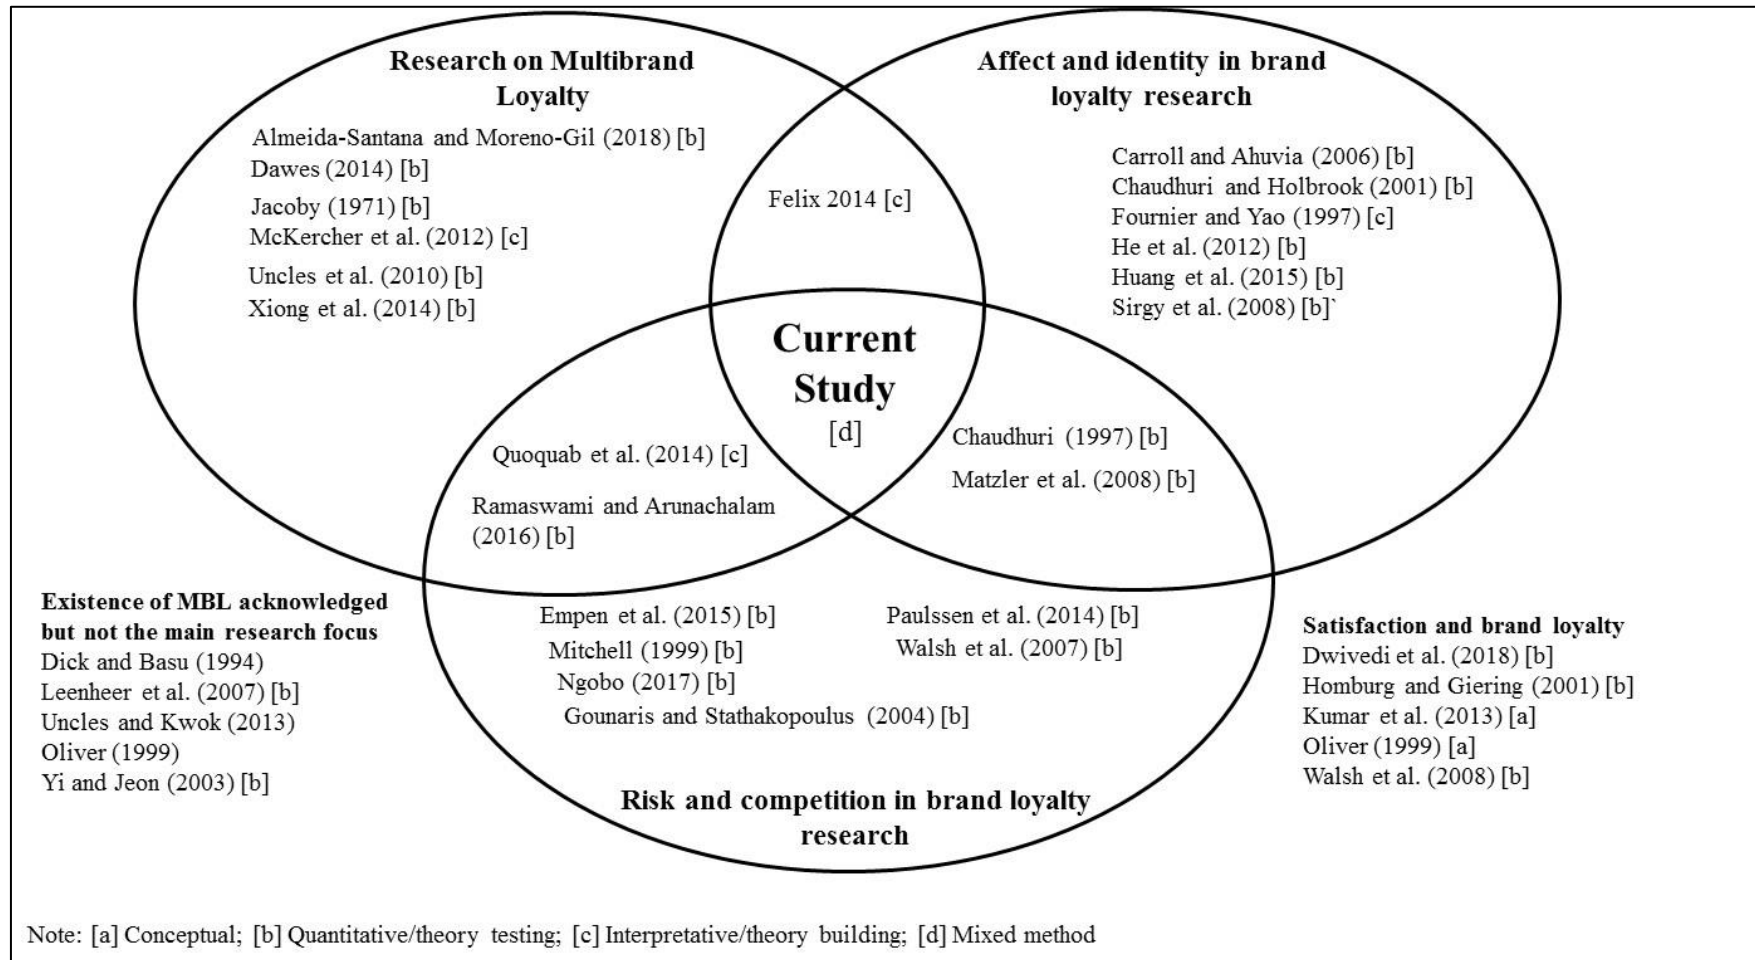 Research on Multibrand
Loyalty
Almeida-Santana and Moreno-Gil (2018) [b]
Dawes (2014) [b]
Jacoby (1971) [b]
McKercher et al. (2012) [c]
Uncles et al. (2010) [b]
Xiong et al. (2014) [b]
Affect and identity in brand
loyalty research
Carroll and Ahuvia (2006) [b]
Chaudhuri and Holbrook (2001) [b]
Fournier and Yao (1997) [c]
He et al. (2012) [b]
Huang et al. (2015) [b]
Sirgy et al. (2008) [b]`
Felix 2014 [c]
Current
Study
[d]
Quoquab et al. (2014) [c]
Ramaswami and Arunachalam
(2016) [b]
Chaudhuri (1997) [b]
Matzler et al. (2008) [b]
Empen et al. (2015) [b]
Mitchell (1999) [b]
Ngobo (2017) [b]
Gounaris and Stathakopoulus (2004) [b]
Paulssen et al. (2014) [b]
Walsh et al. (2007) [b]
Risk and competition in brand loyalty
research
Existence of MBL acknowledged
but not the main research focus
Dick and Basu (1994)
Leenheer et al. (2007) [b]
Uncles and Kwok (2013)
Oliver (1999)
Yi and Jeon (2003) [b]
Satisfaction and brand loyalty
Dwivedi et al. (2018) [b]
Homburg and Giering (2001) [b]
Kumar et al. (2013) [a]
Oliver (1999) [a]
Walsh et al. (2008) [b]
Note: [a] Conceptual; [b] Quantitative/theory testing; [c] Interpretative/theory building; [d] Mixed method